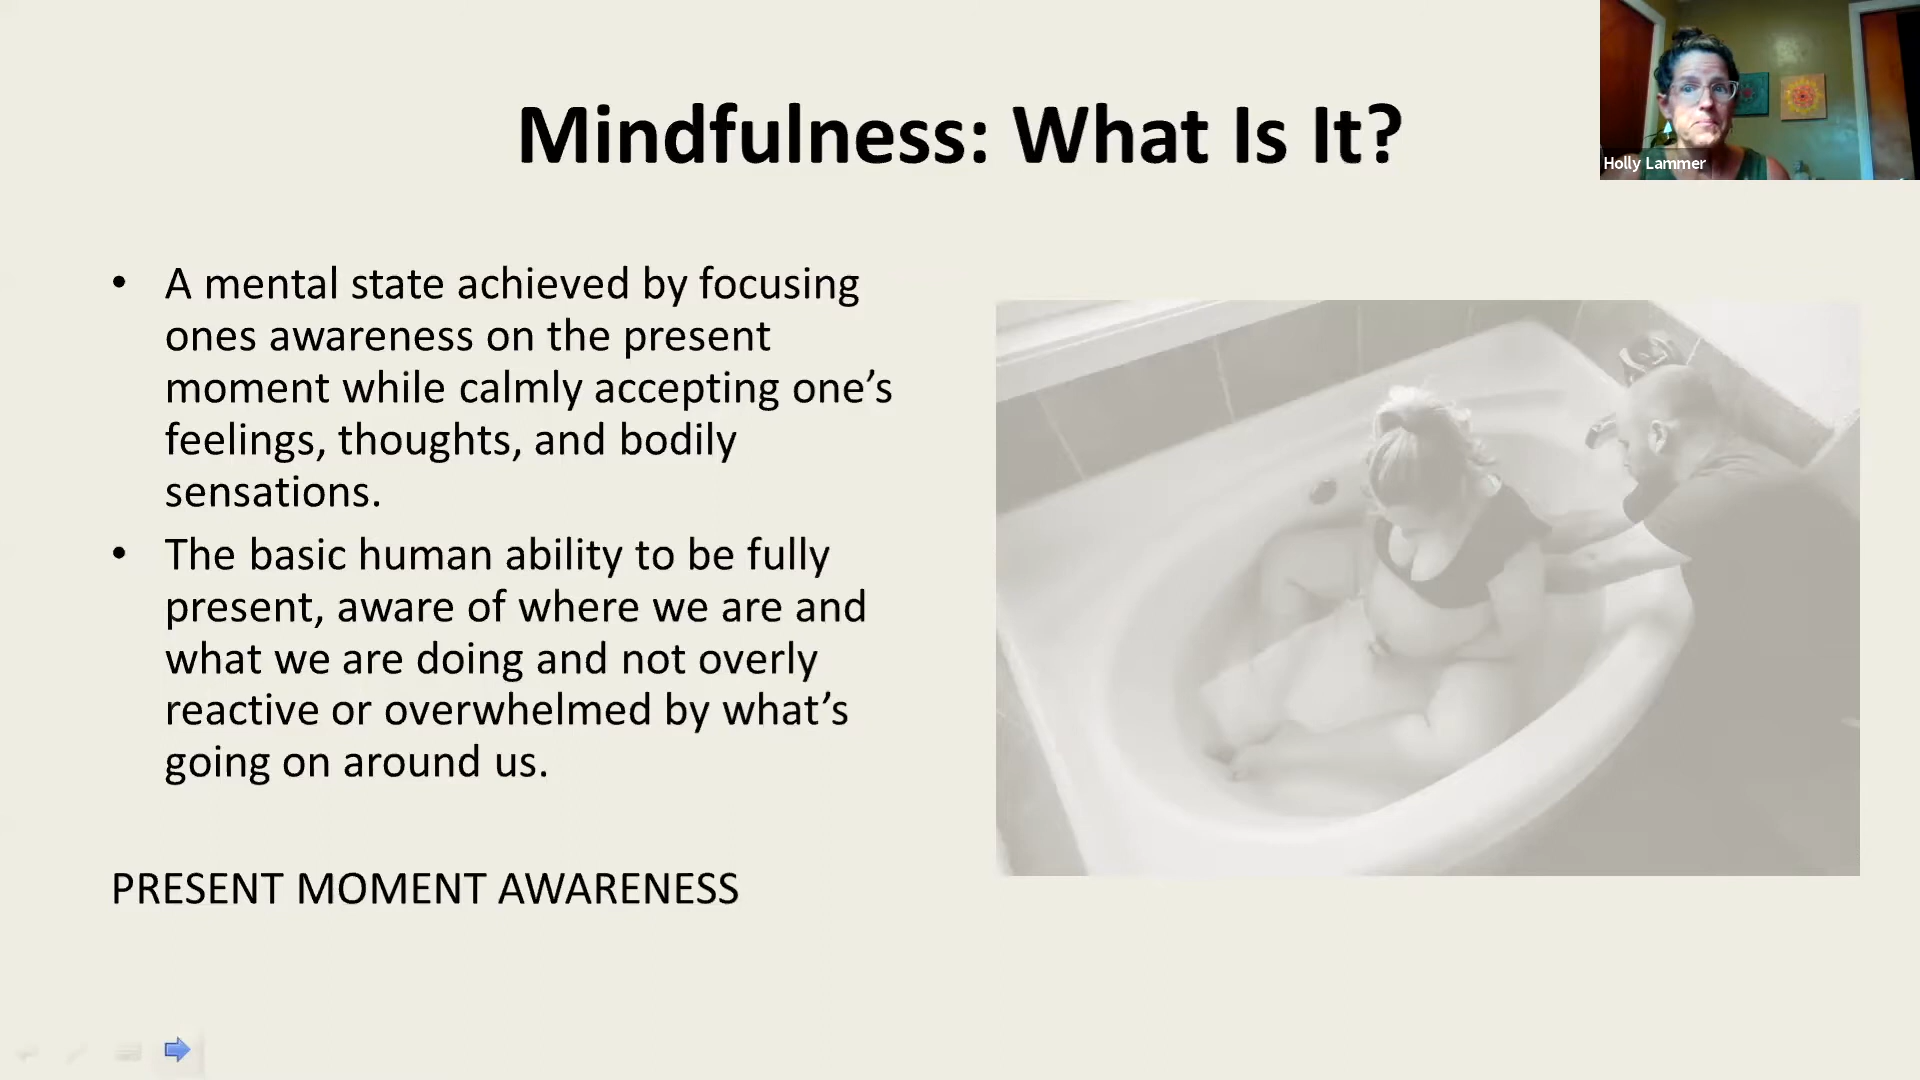 Mindfulness: What Is It?
Holly Lammer
• A mental state achieved by focusing
ones awareness on the present
moment while calmly accepting one’s
feelings, thoughts, and bodily
sensations.
• The basic human ability to be fully
present, aware of where we are and
what we are doing and not overly
reactive or overwhelmed by what’s
going on around us.
PRESENT MOMENT AWARENESS